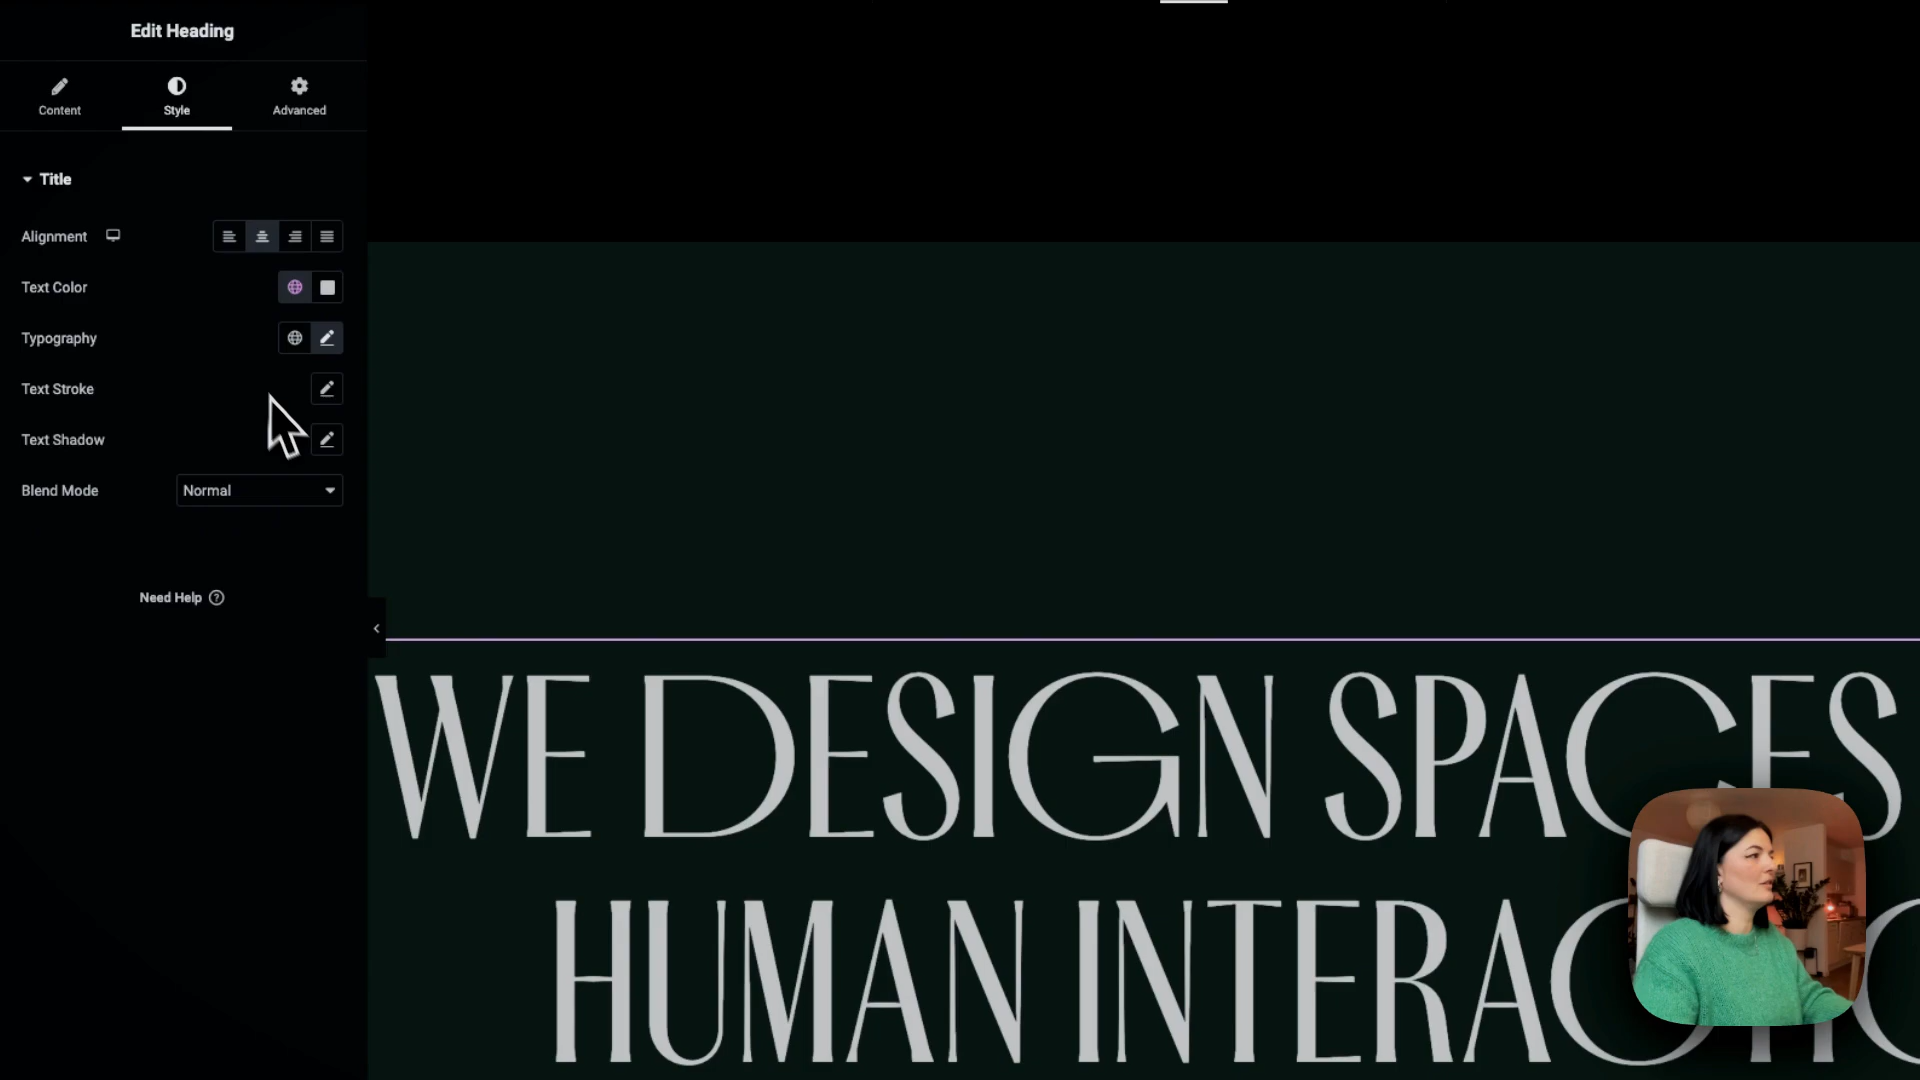 Edit Heading
Content
Style
Advanced
Title
Alignment
Text Color
Typography
Text Stroke
Text Shadow
Blend Mode
Normal
Need Help
WE DESIGN SPACES
HUMAN